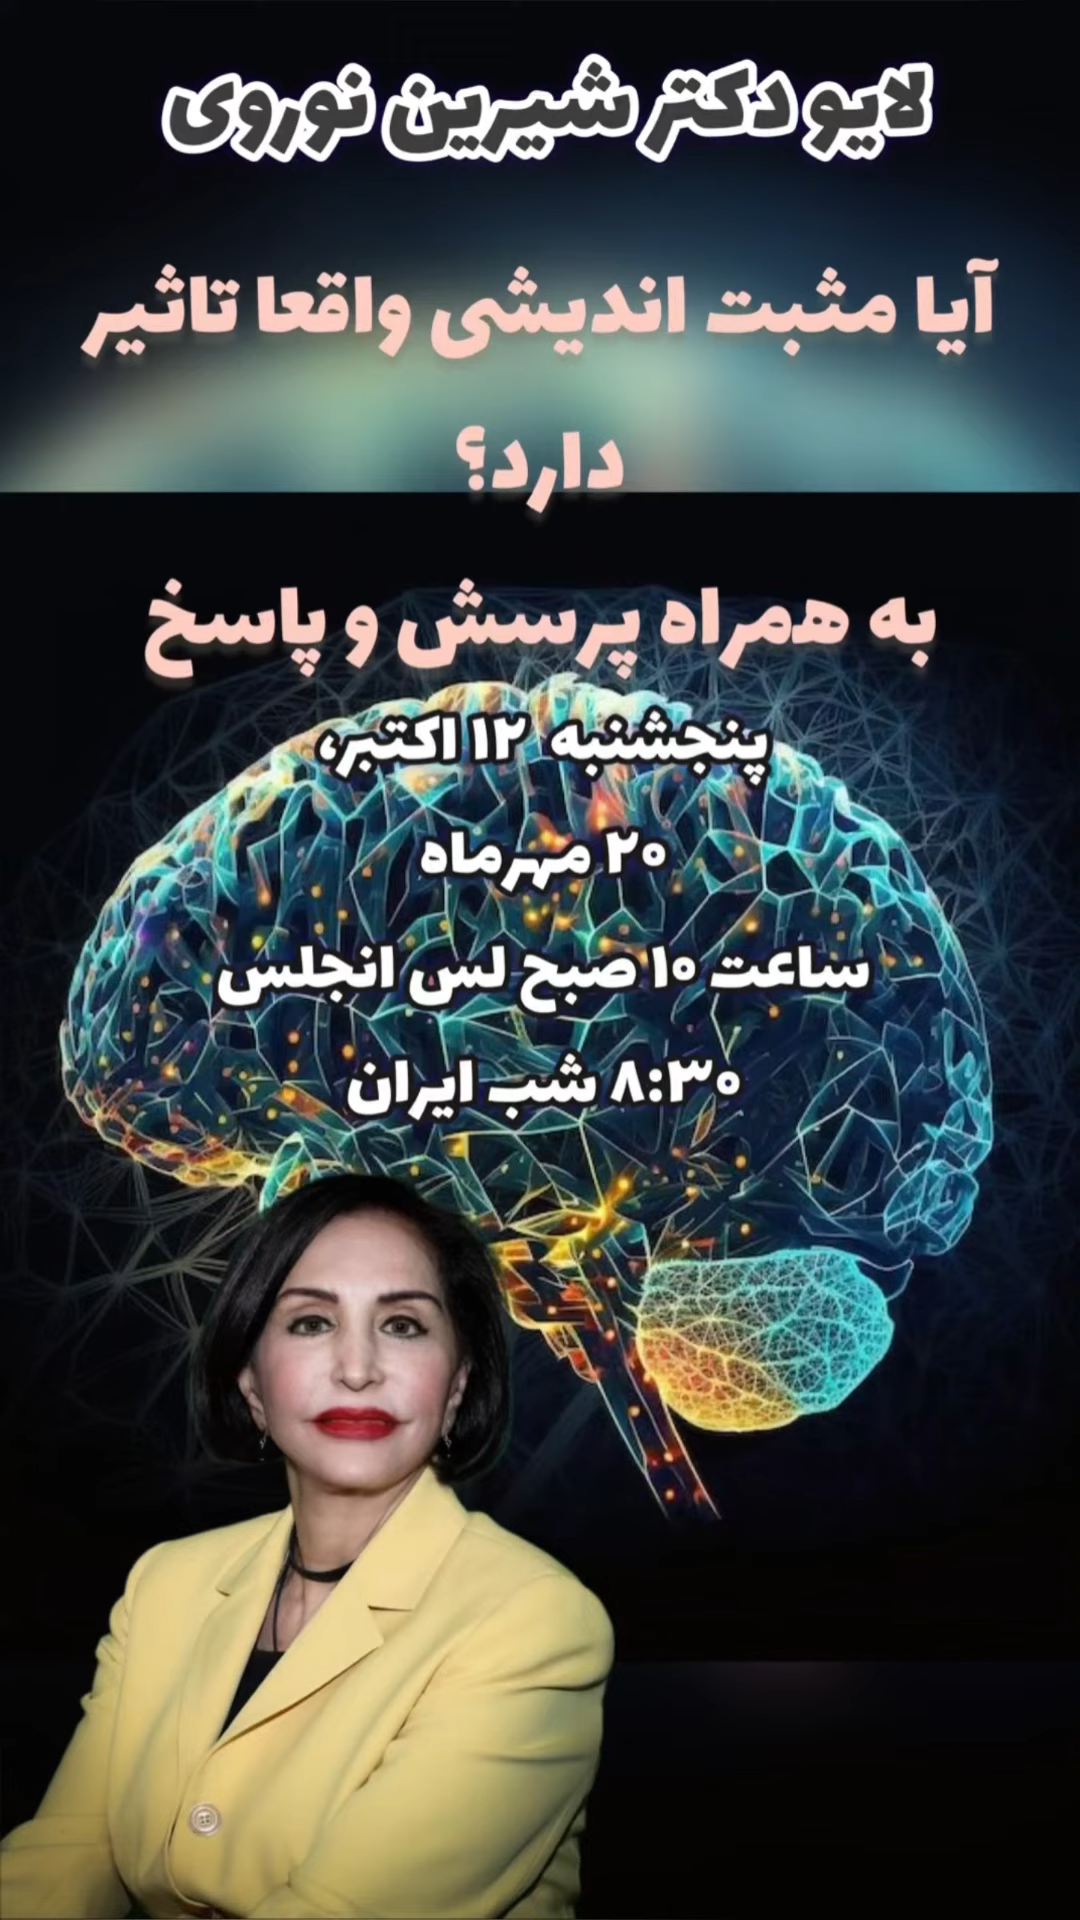 لایو دکتر شیرین نوروی
آیا مثبت اندیشی واقعا تاثیر
دارد؟
به همراه پرسش و پاسخ
پنجشنبه ۱۲ اکتبر،
۲۰ مهرماه
ساعت ۱۰ صبح لس انجلس
۸:۳۰ شب ایران